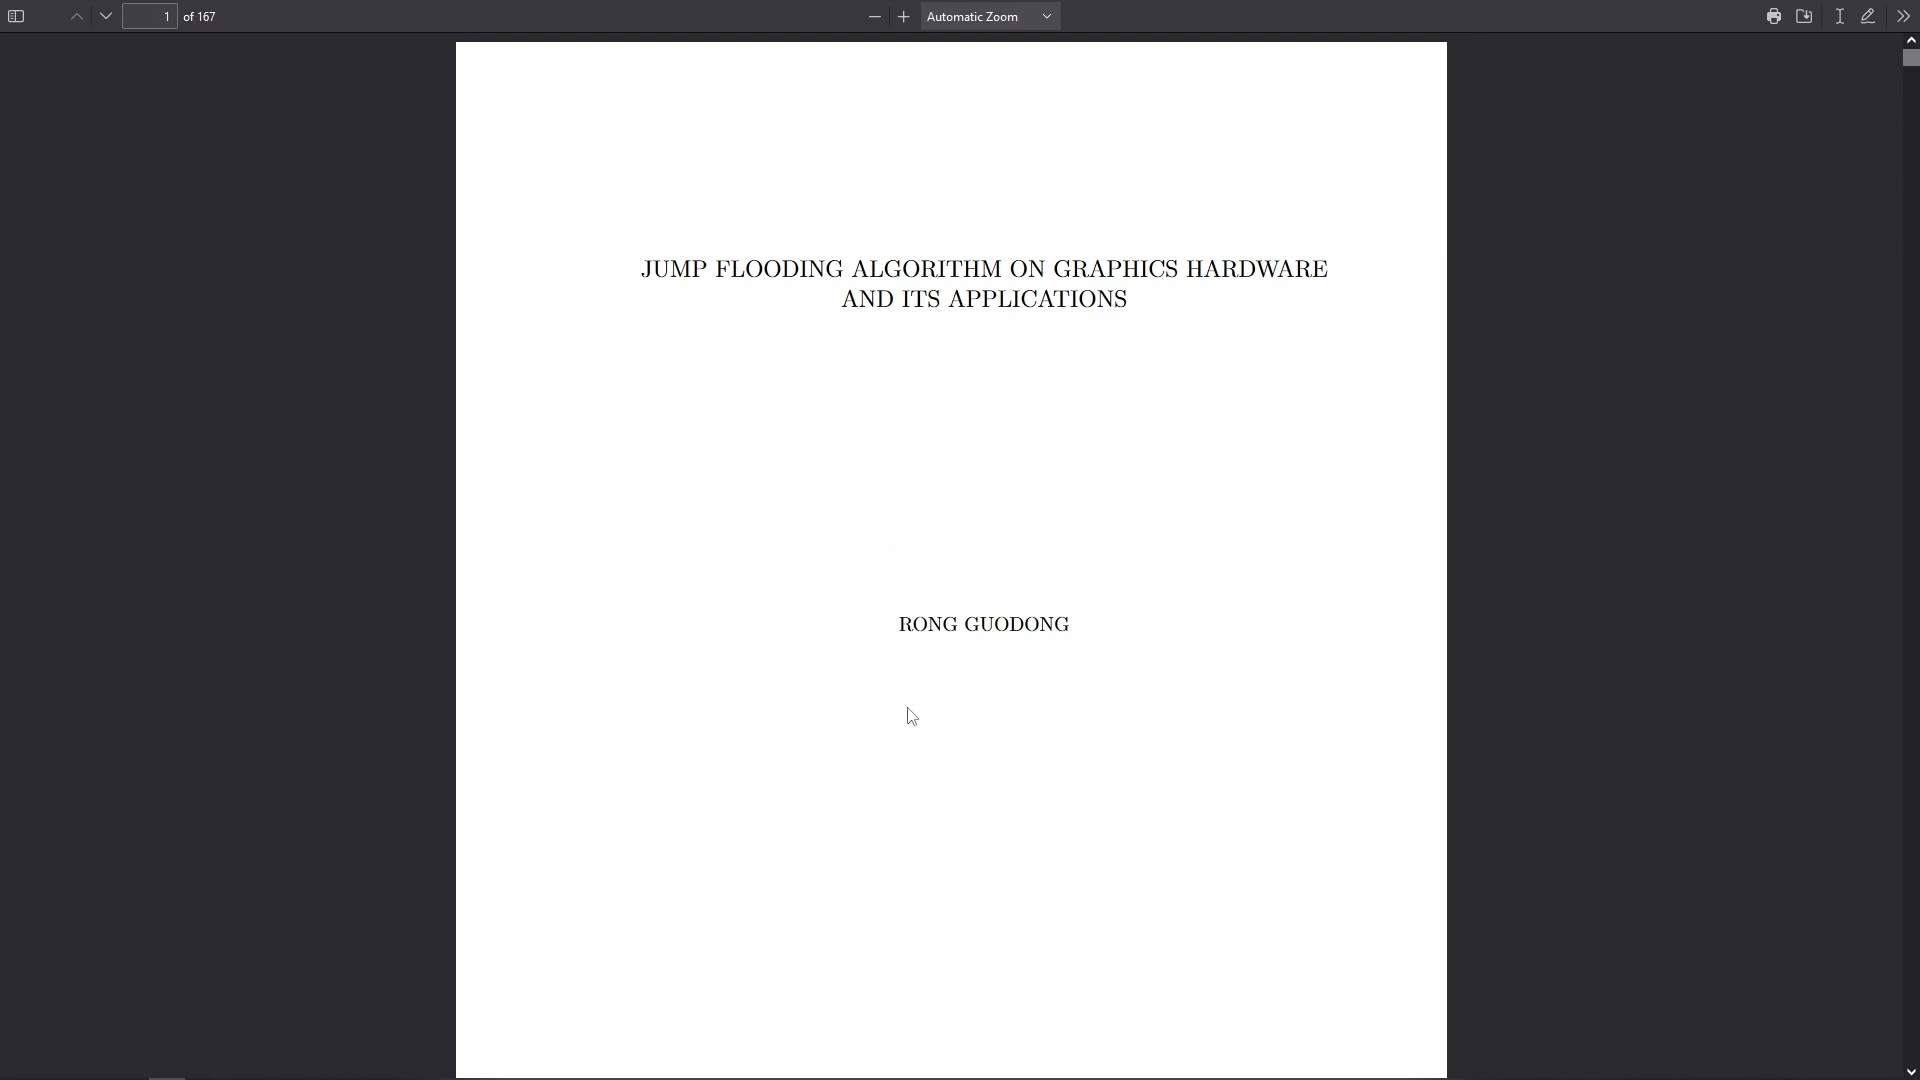 1 of 167
Automatic Zoom
JUMP FLOODING ALGORITHM ON GRAPHICS HARDWARE
AND ITS APPLICATIONS
RONG GUODONG